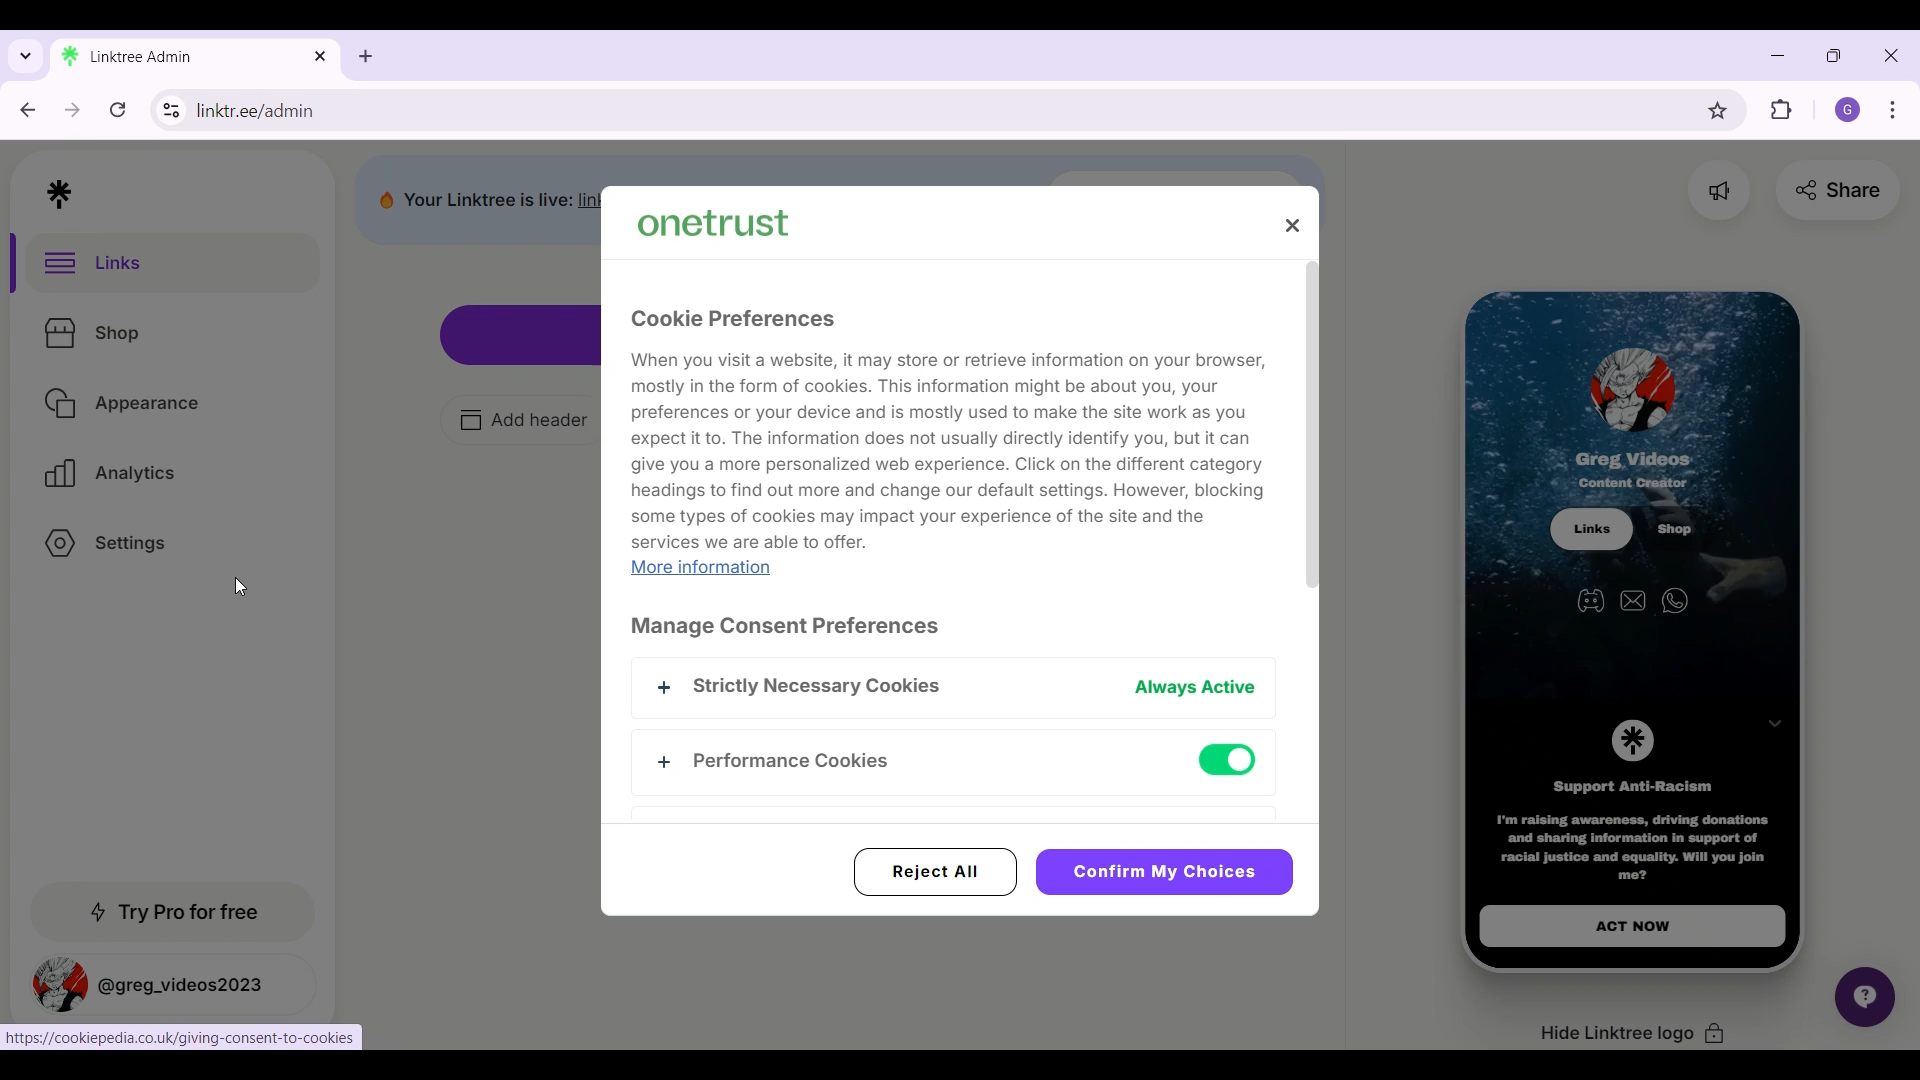 Linktree Admin
linktr.ee/admin
G
Your Linktree is live: link
Share
Links
Shop
Appearance
Analytics
Settings
Try Pro for free
@greg_videos2023
https://cookiepedia.co.uk/giving-consent-to-cookies
Add header
onetrust
Cookie Preferences
When you visit a website, it may store or retrieve information on your browser,
mostly in the form of cookies. This information might be about you, your
preferences or your device and is mostly used to make the site work as you
expect it to. The information does not usually directly identify you, but it can
give you a more personalized web experience. Click on the different category
headings to find out more and change our default settings. However, blocking
some types of cookies may impact your experience of the site and the
services we are able to offer.
More information
Manage Consent Preferences
Strictly Necessary Cookies
Always Active
Performance Cookies
Reject All
Confirm My Choices
Greg Videos
Content Creator
Links
Shop
Support Anti-Racism
I'm raising awareness, driving donations
and sharing information in support of
racial justice and equality. Will you join
me?
ACT NOW
Hide Linktree logo